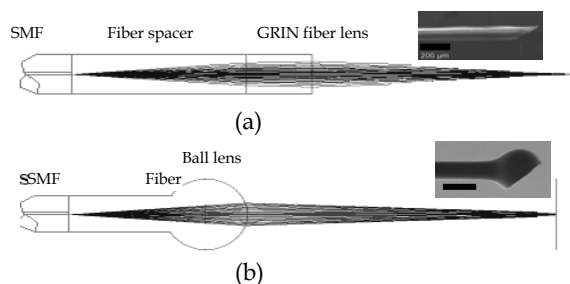 SMF Fiber spacer GRIN fiber lens
200 µm
(a)
Ball lens
SSMF Fiber
(b)